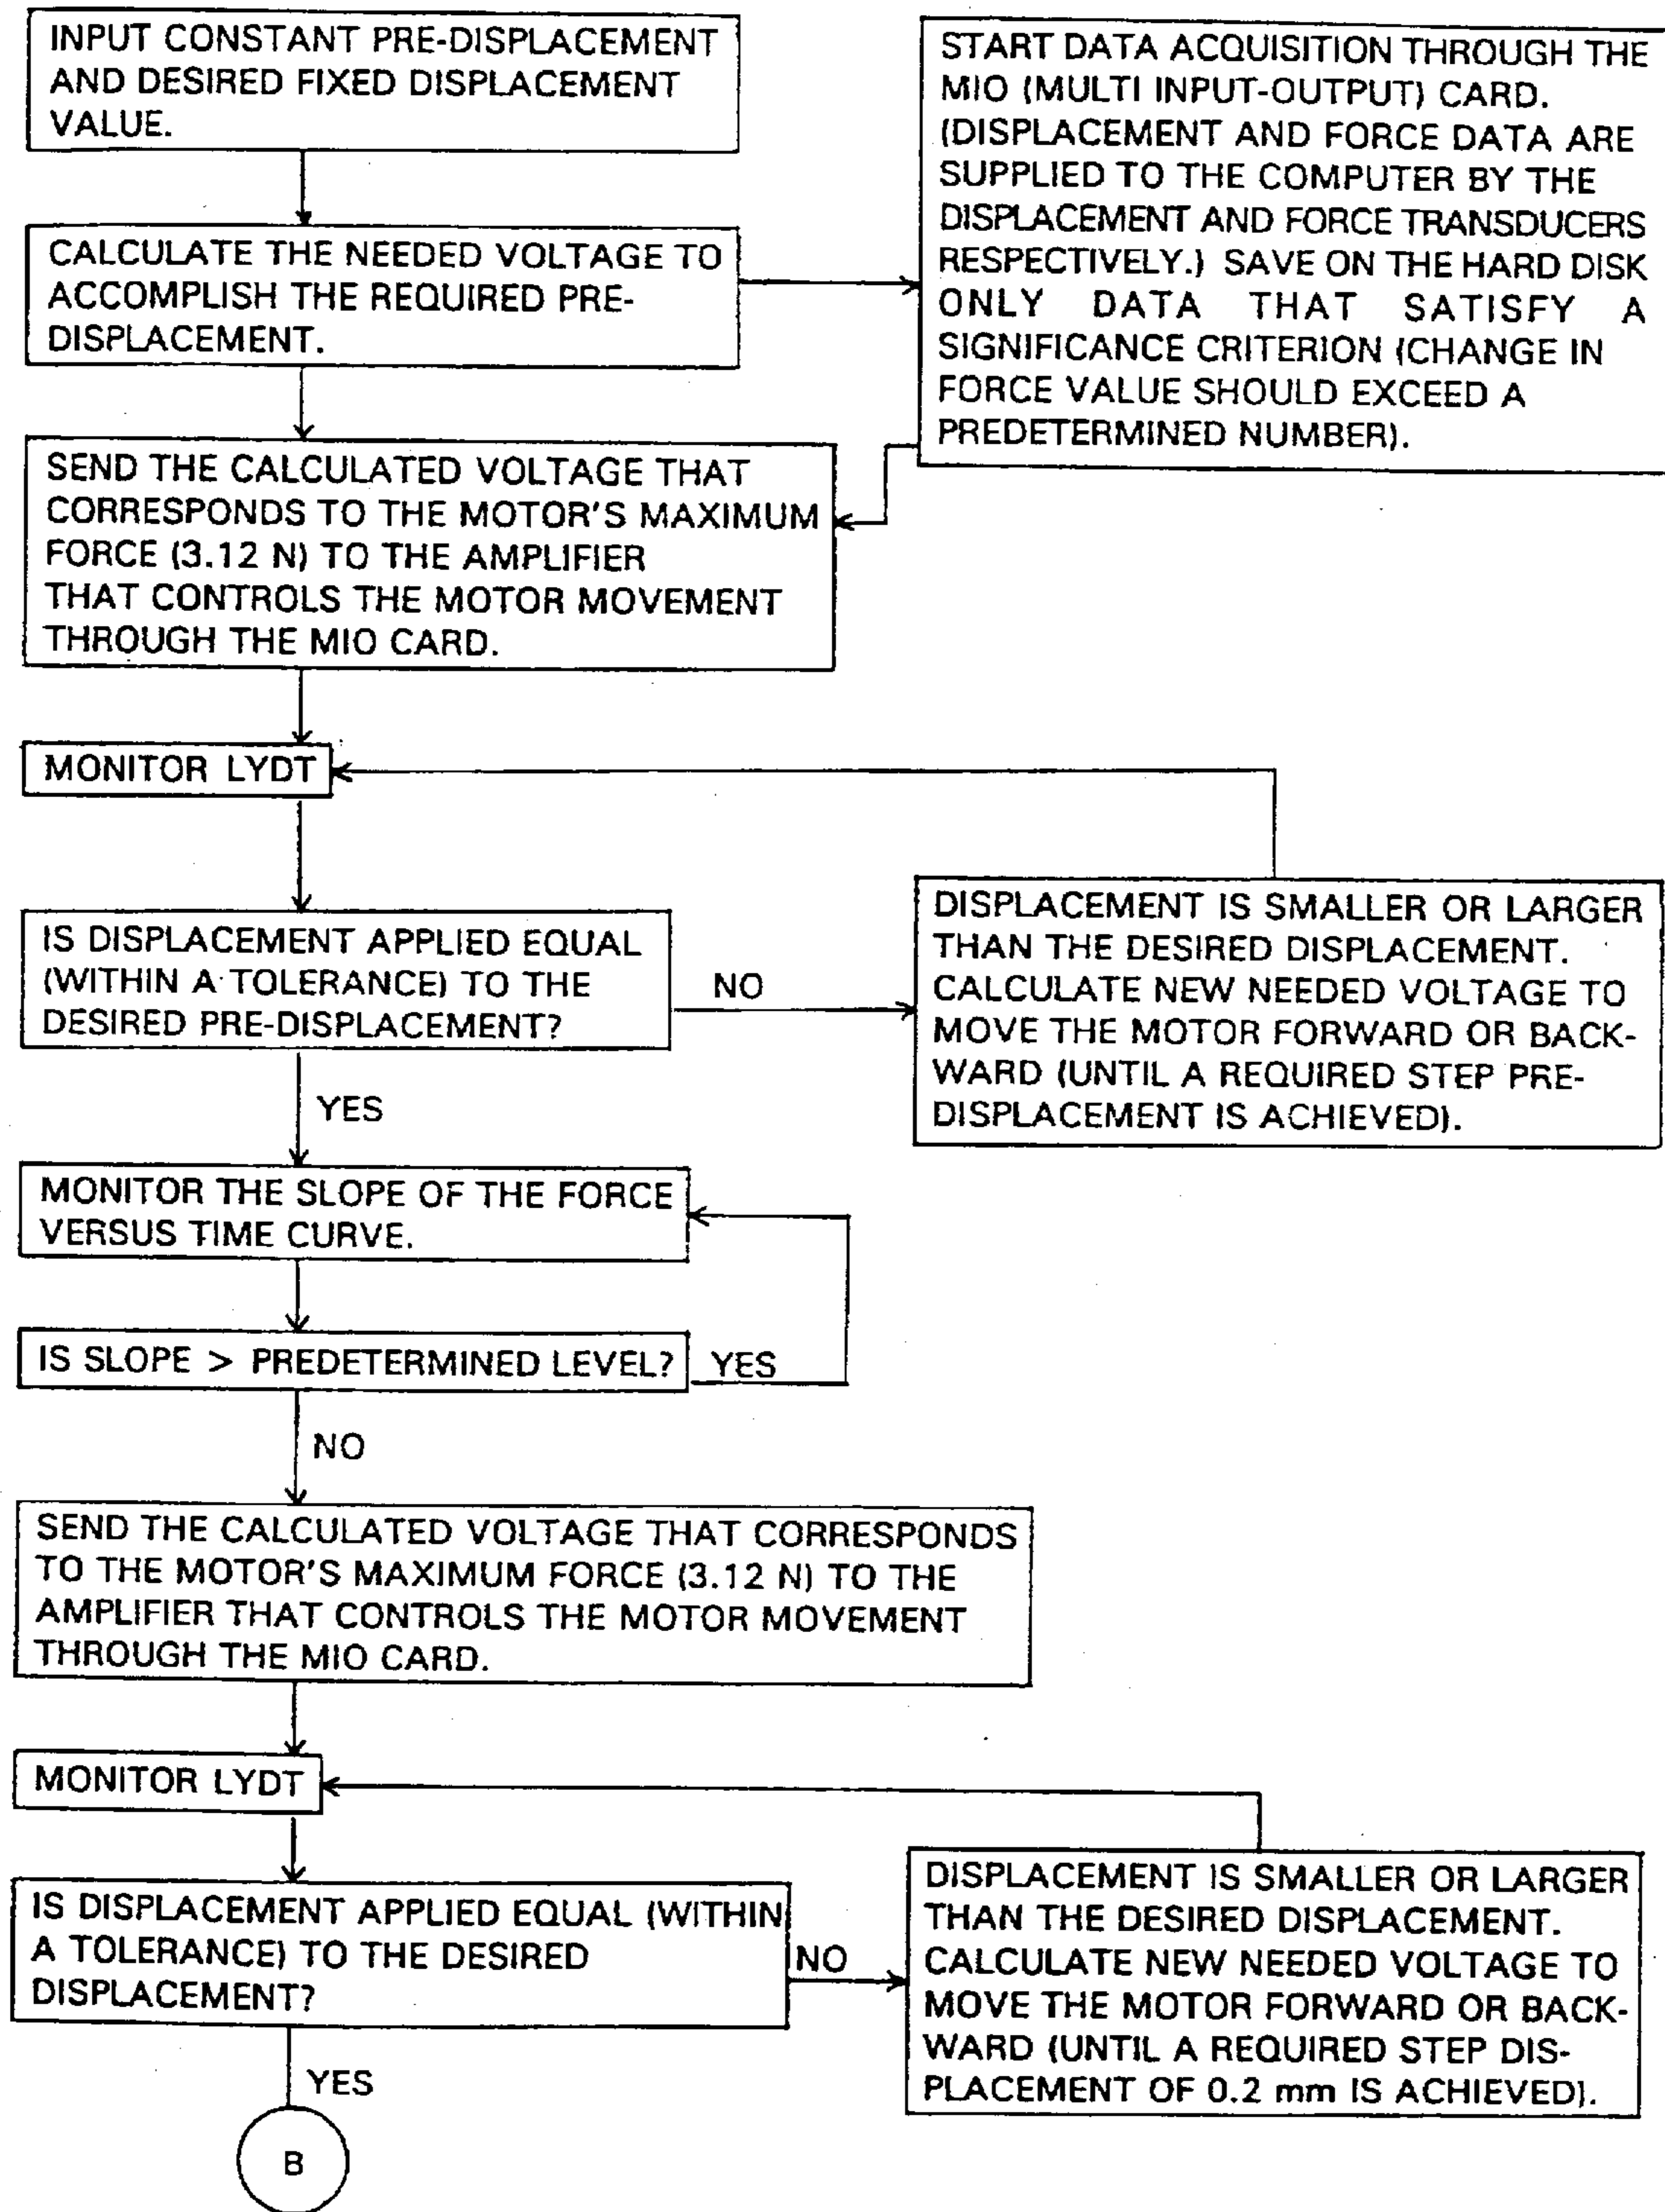 INPUT CONSTANT PRE-DISPLACEMENT
AND DESIRED FIXED DISPLACEMENT
VALUE.
CALCULATE THE NEEDED VOLTAGE TO
ACCOMPLISH THE REQUIRED PRE-
DISPLACEMENT.
START DATA ACQUISITION THROUGH THE
MIO (MULTI INPUT-OUTPUT) CARD.
(DISPLACEMENT AND FORCE DATA ARE
SUPPLIED TO THE COMPUTER BY THE
DISPLACEMENT AND FORCE TRANSDUCERS
RESPECTIVELY.) SAVE ON THE HARD DISK
ONLY DATA THAT SATISFY A
SIGNIFICANCE CRITERION (CHANGE IN
FORCE VALUE SHOULD EXCEED A
PREDETERMINED NUMBER).
SEND THE CALCULATED VOLTAGE THAT
CORRESPONDS TO THE MOTOR'S MAXIMUM
FORCE (3.12 N) TO THE AMPLIFIER
THAT CONTROLS THE MOTOR MOVEMENT
THROUGH THE MIO CARD.
MONITOR LYDT
IS DISPLACEMENT APPLIED EQUAL
(WITHIN A TOLERANCE) TO THE
DESIRED PRE-DISPLACEMENT?
NO
DISPLACEMENT IS SMALLER OR LARGER
THAN THE DESIRED DISPLACEMENT.
CALCULATE NEW NEEDED VOLTAGE TO
MOVE THE MOTOR FORWARD OR BACK-
WARD (UNTIL A REQUIRED STEP PRE-
DISPLACEMENT IS ACHIEVED).
YES
MONITOR THE SLOPE OF THE FORCE
VERSUS TIME CURVE.
IS SLOPE > PREDETERMINED LEVEL?
YES
NO
SEND THE CALCULATED VOLTAGE THAT CORRESPONDS
TO THE MOTOR'S MAXIMUM FORCE (3.12 N) TO THE
AMPLIFIER THAT CONTROLS THE MOTOR MOVEMENT
THROUGH THE MIO CARD.
MONITOR LYDT
IS DISPLACEMENT APPLIED EQUAL (WITHIN
A TOLERANCE) TO THE DESIRED
DISPLACEMENT?
NO
DISPLACEMENT IS SMALLER OR LARGER
THAN THE DESIRED DISPLACEMENT.
CALCULATE NEW NEEDED VOLTAGE TO
MOVE THE MOTOR FORWARD OR BACK-
WARD (UNTIL A REQUIRED STEP DIS-
PLACEMENT OF 0.2 mm IS ACHIEVED).
YES
B